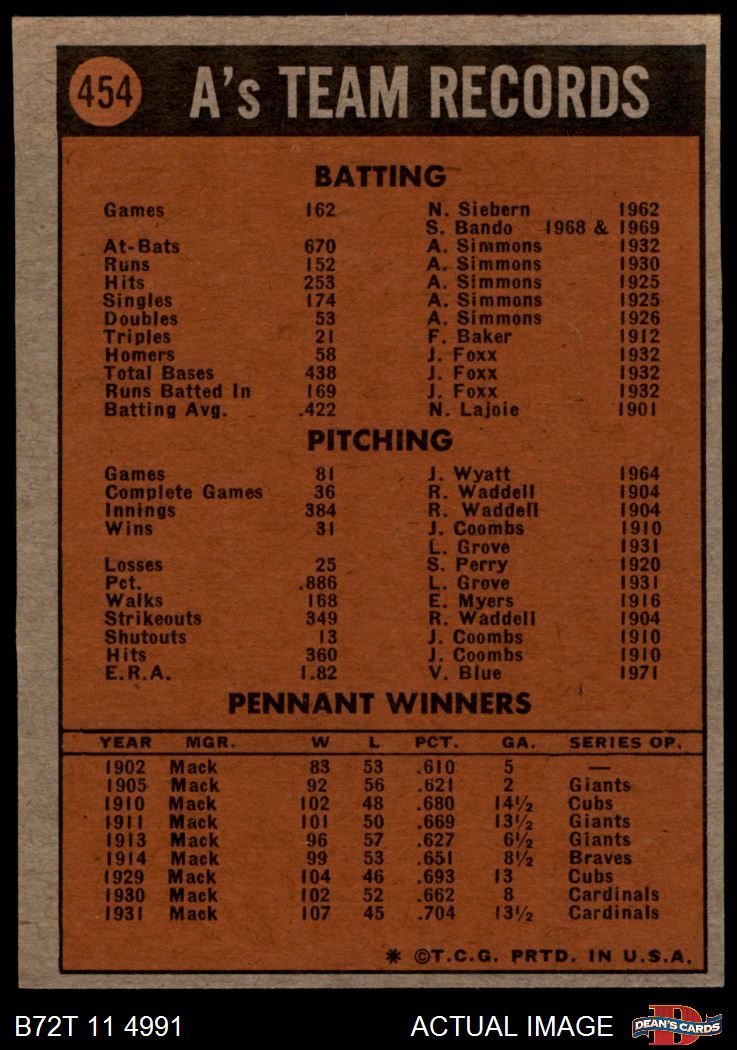 454 A's TEAM RECORDS
BATTING
Games 162 N. Siebern 1962
S. Bando 1968 & 1969
At-Bats 670 A. Simmons 1932
Runs 152 A. Simmons 1930
Hits 253 A. Simmons 1925
Singles 174 A. Simmons 1925
Doubles 53 A. Simmons 1926
Triples 21 F. Baker 1912
Homers 58 J. Foxx 1932
Total Bases 438 J. Foxx 1932
Runs Batted In 169 J. Foxx 1932
Batting Avg. .422 N. Lajoie 1901
PITCHING
Games 81 J. Wyatt 1964
Complete Games 36 R. Waddell 1904
Innings 384 R. Waddell 1904
Wins 31 J. Coombs 1910
L. Grove 1931
Losses 25 S. Perry 1920
Pct. .886 L. Grove 1931
Walks 168 E. Myers 1916
Strikeouts 349 R. Waddell 1904
Shutouts 13 J. Coombs 1910
Hits 360 J. Coombs 1910
E.R.A. 1.82 V. Blue 1971
PENNANT WINNERS
YEAR MGR. W L PCT. GA. SERIES OP.
1902 Mack 83 53 .610 5 —
1905 Mack 92 56 .621 2 Giants
1910 Mack 102 48 .680 14½ Cubs
1911 Mack 101 50 .669 13½ Giants
1913 Mack 96 57 .627 6½ Giants
1914 Mack 99 53 .651 8½ Braves
1929 Mack 104 46 .693 13 Cubs
1930 Mack 102 52 .662 8 Cardinals
1931 Mack 107 45 .704 13½ Cardinals
* ©T.C.G. PRTD. IN U.S.A.
B72T 11 4991 ACTUAL IMAGE DEAN'S CARDS